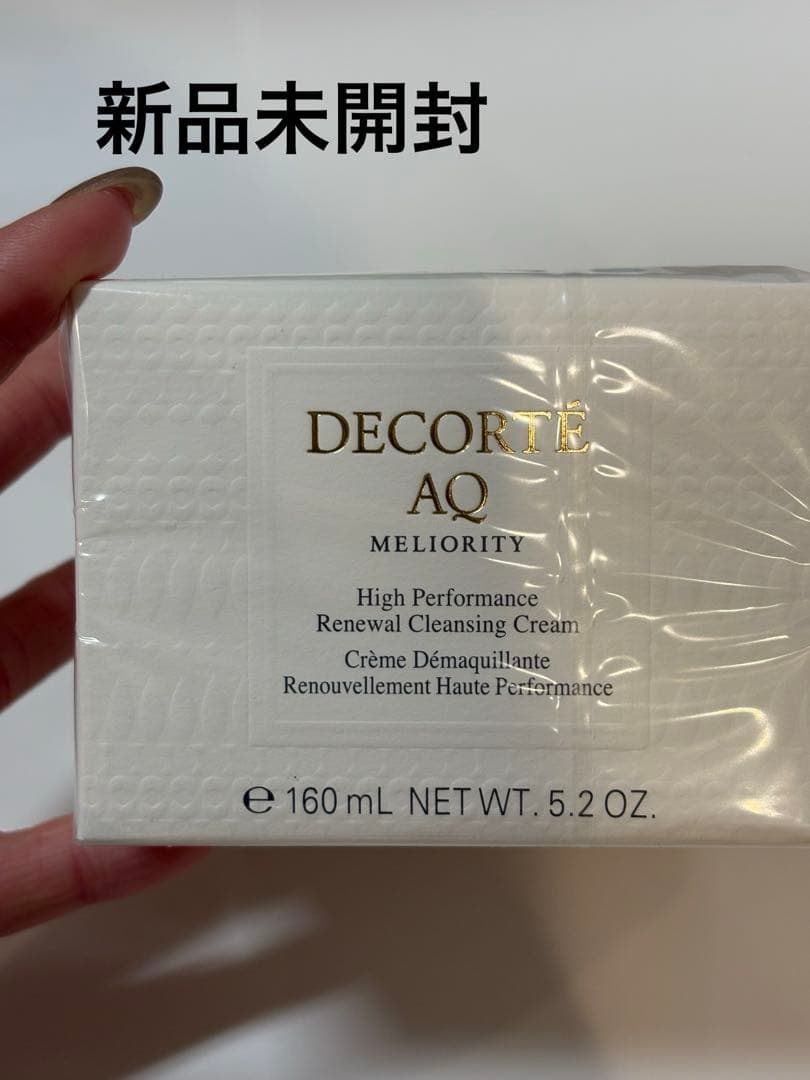 新品未開封
DECORTÉ
AQ
MELIORITY
High Performance
Renewal Cleansing Cream
Crème Démaquillante
Renouvellement Haute Performance
℮ 160 mL NET WT. 5.2 OZ.